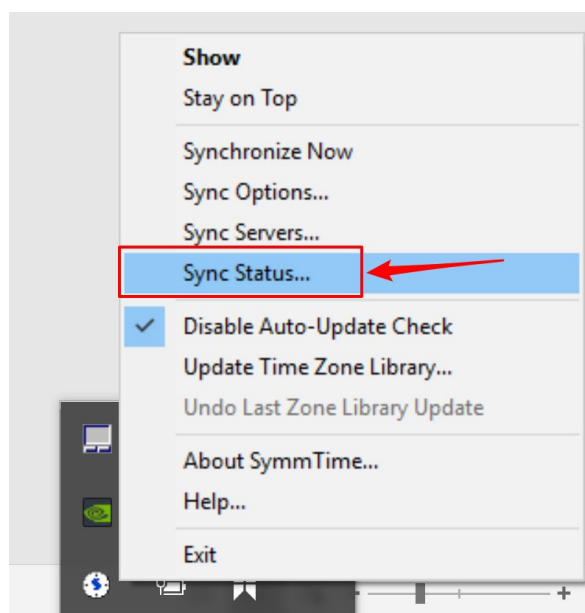 Show
Stay on Top
Synchronize Now
Sync Options...
Sync Servers...
Sync Status...
Disable Auto-Update Check
Update Time Zone Library...
Undo Last Zone Library Update
About SymmTime...
Help...
Exit